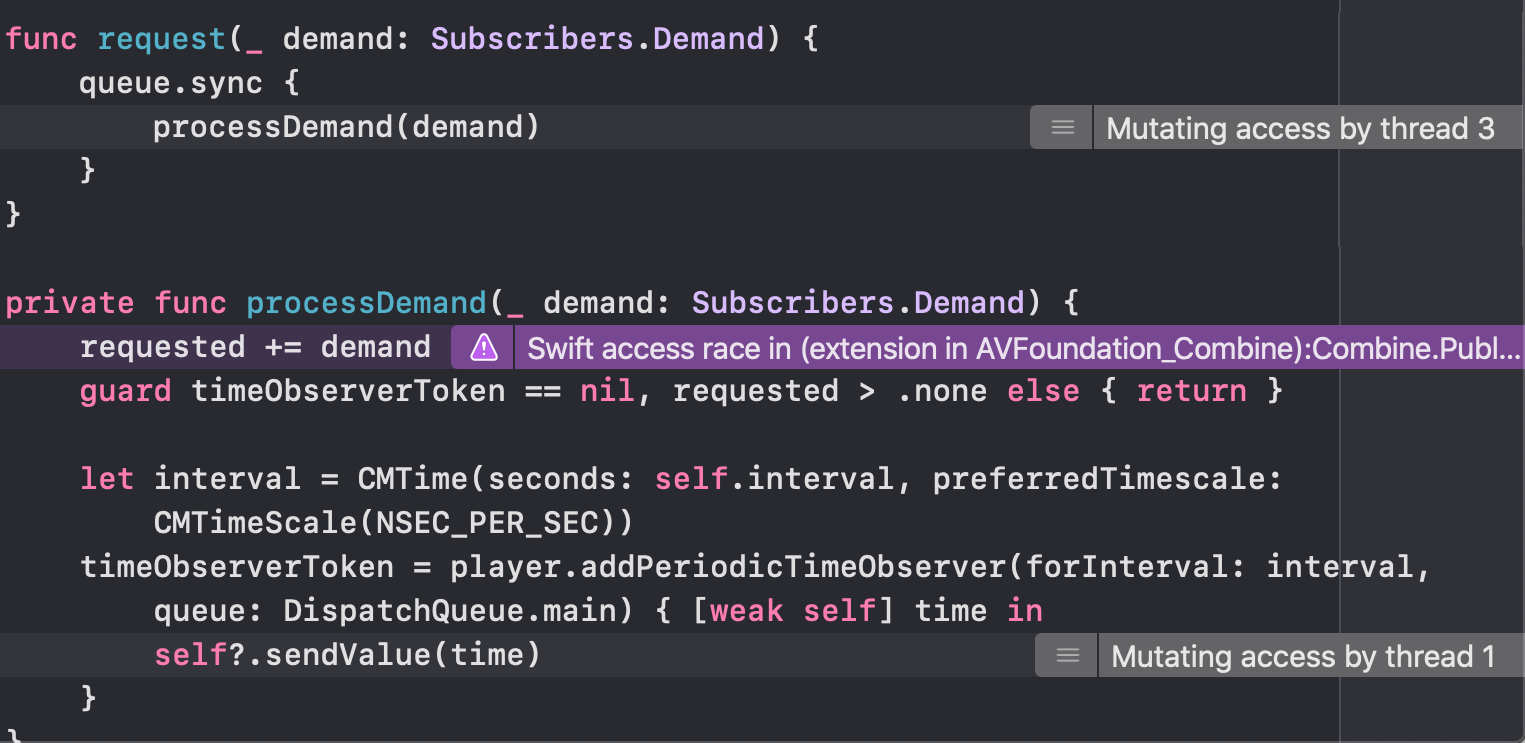 func request(_ demand: Subscribers.Demand) {
queue.sync {
processDemand(demand)
Mutating access by thread 3
}
}
private func processDemand(_ demand: Subscribers.Demand) {
requested += demand
Swift access race in (extension in AVFoundation_Combine):Combine.Publ...
guard timeObserverToken == nil, requested > .none else { return }
let interval = CMTime(seconds: self.interval, preferredTimescale:
CMTimeScale(NSEC_PER_SEC))
timeObserverToken = player.addPeriodicTimeObserver(forInterval: interval,
queue: DispatchQueue.main) { [weak self] time in
self?.sendValue(time)
Mutating access by thread 1
}
}